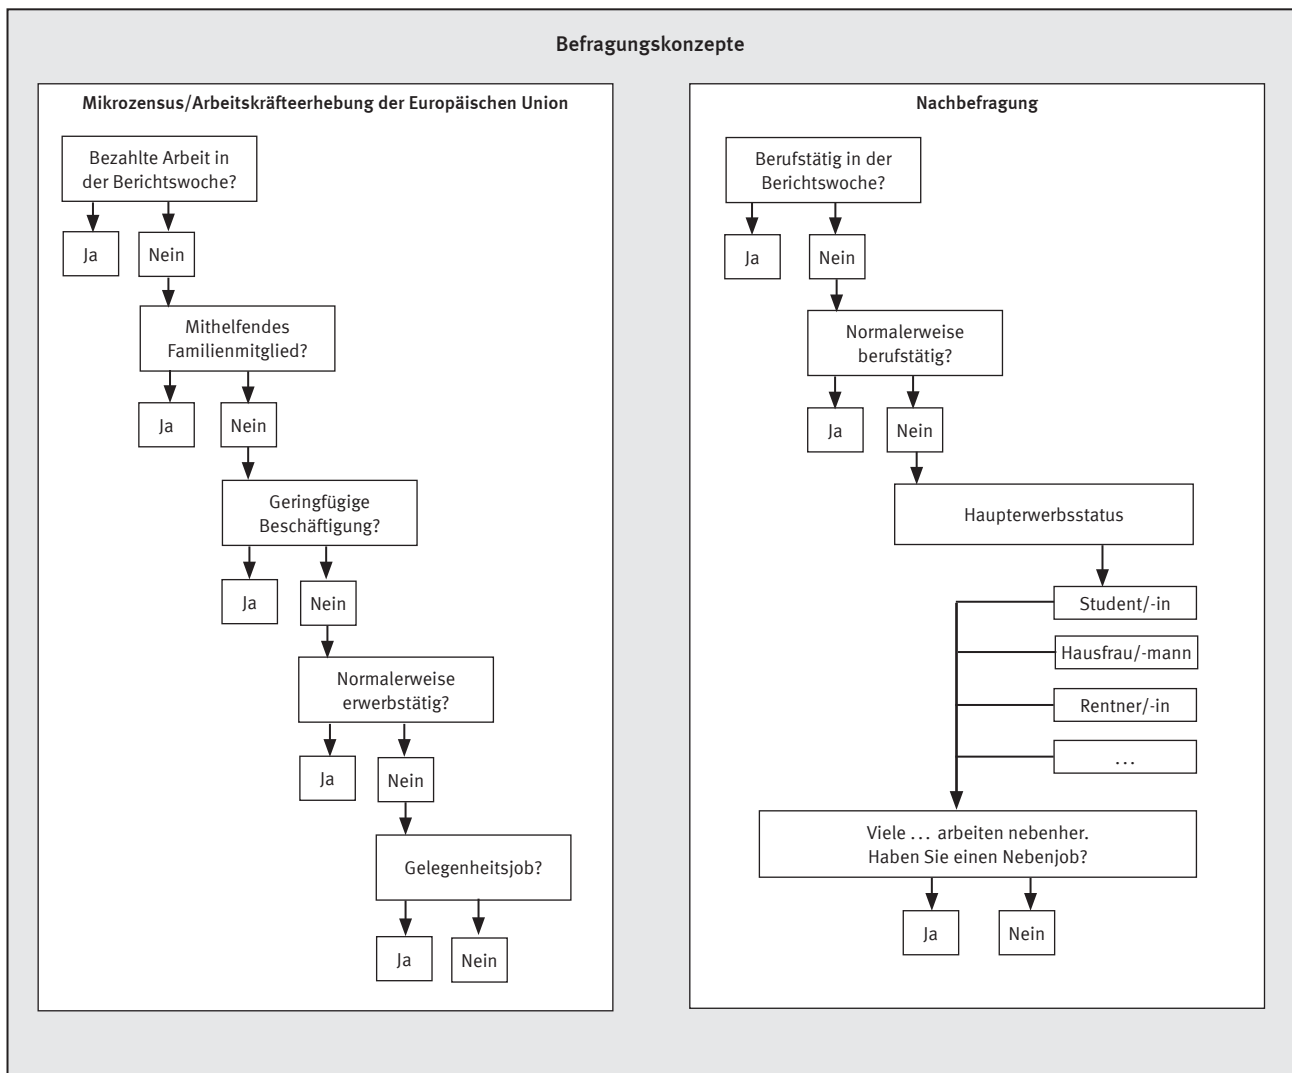 Befragungskonzepte
Mikrozensus/Arbeitskräfteerhebung der Europäischen Union
Bezahlte Arbeit in
der Berichtswoche?
Ja
Nein
Mithelfendes
Familienmitglied?
Ja
Nein
Geringfügige
Beschäftigung?
Ja
Nein
Normalerweise
erwerbstätig?
Ja
Nein
Gelegenheitsjob?
Ja
Nein
Nachbefragung
Berufstätig in der
Berichtswoche?
Ja
Nein
Normalerweise
berufstätig?
Ja
Nein
Haupterwerbsstatus
Student/-in
Hausfrau/-mann
Rentner/-in
...
Viele ... arbeiten nebenher.
Haben Sie einen Nebenjob?
Ja
Nein